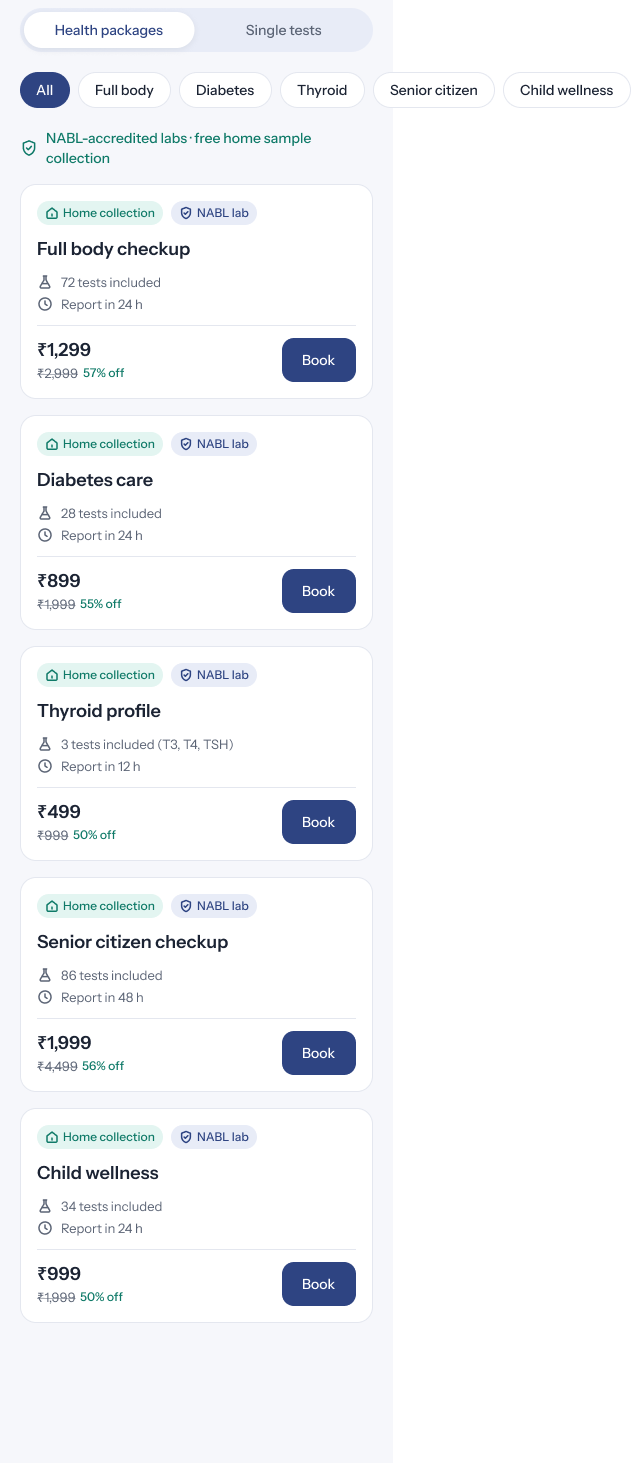 Health packages
Single tests
All
Full body
Diabetes
Thyroid
Senior citizen
Child wellness
NABL-accredited labs · free home sample
collection
Home collection
NABL lab
Full body checkup
72 tests included
Report in 24 h
₹1,299
₹2,999 57% off
Book
Home collection
NABL lab
Diabetes care
28 tests included
Report in 24 h
₹899
₹1,999 55% off
Book
Home collection
NABL lab
Thyroid profile
3 tests included (T3, T4, TSH)
Report in 12 h
₹499
₹999 50% off
Book
Home collection
NABL lab
Senior citizen checkup
86 tests included
Report in 48 h
₹1,999
₹4,499 56% off
Book
Home collection
NABL lab
Child wellness
34 tests included
Report in 24 h
₹999
₹1,999 50% off
Book